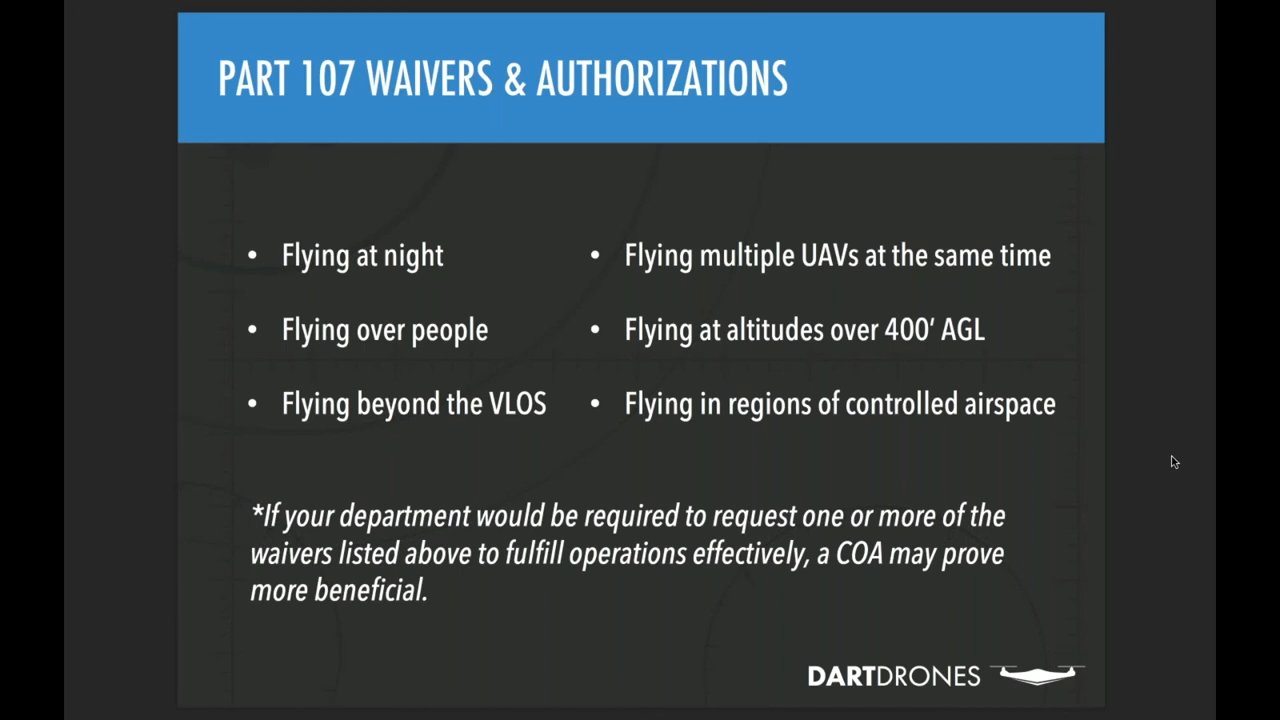 PART 107 WAIVERS & AUTHORIZATIONS
• Flying at night
• Flying over people
• Flying beyond the VLOS
• Flying multiple UAVs at the same time
• Flying at altitudes over 400’ AGL
• Flying in regions of controlled airspace
*If your department would be required to request one or more of the
waivers listed above to fulfill operations effectively, a COA may prove
more beneficial.
DARTDRONES